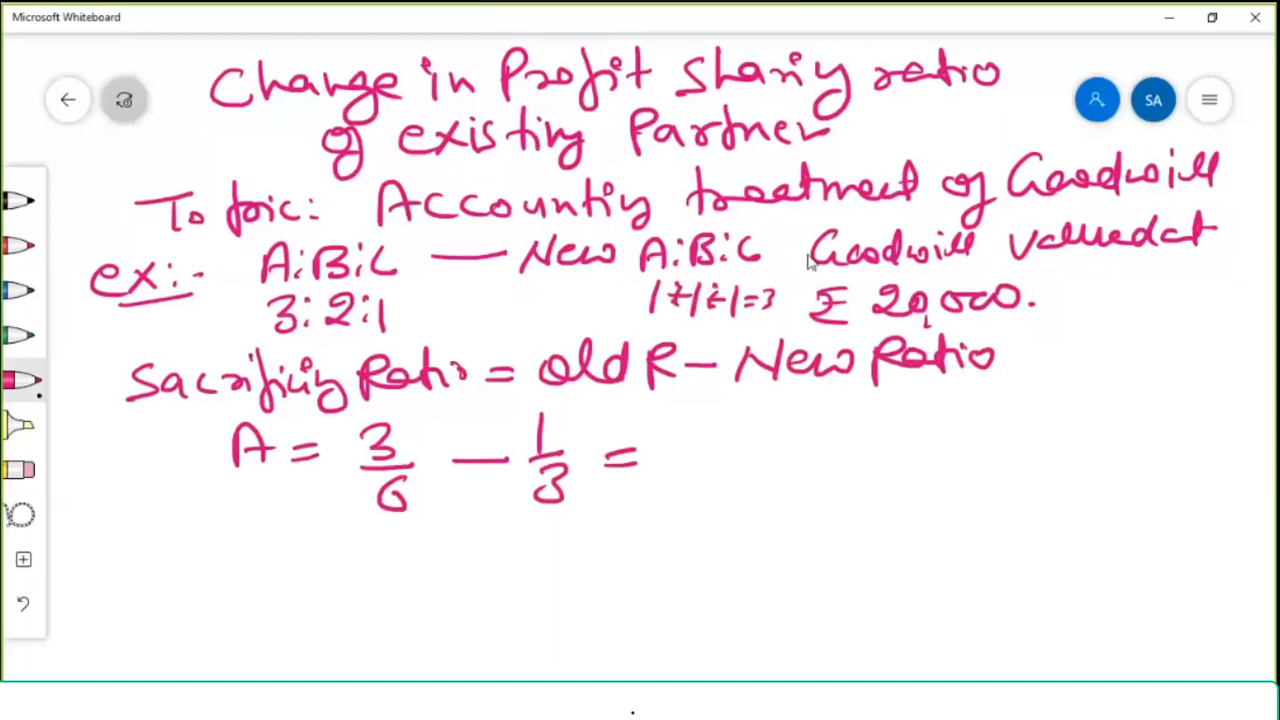 Microsoft Whiteboard
Change in Profit Sharing ratio
of existing Partner
SA
Topic: Accounting treatment of Goodwill
ex:- A:B:C — New A:B:C Goodwill valued at
3:2:1 1+1+1=3 ₹ 20,000.
Sacrificing Ratio = old R - New Ratio
A = 3/6 - 1/3 =